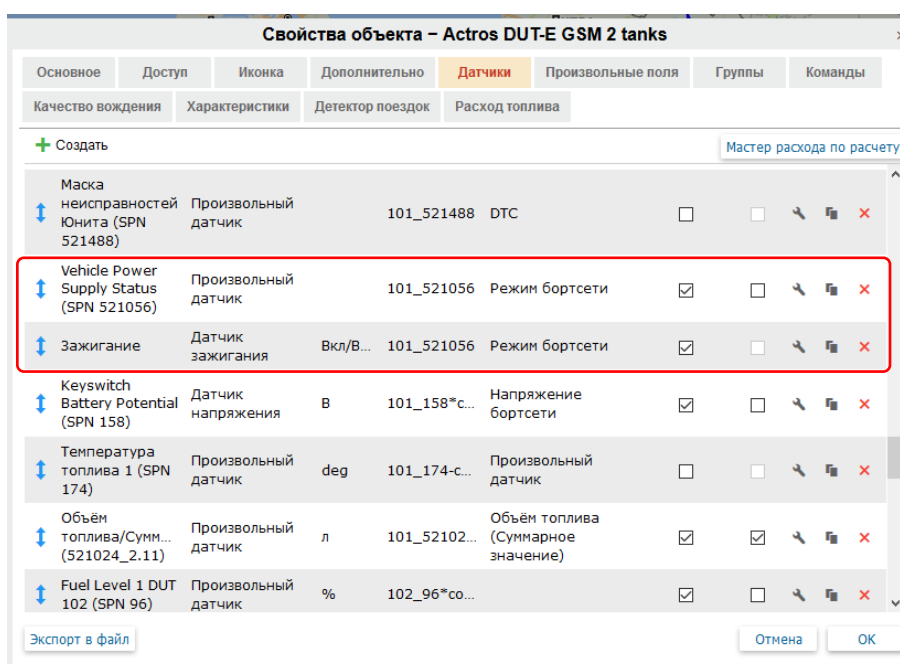 Свойства объекта – Actros DUT-E GSM 2 tanks
Основное Доступ Иконка Дополнительно Датчики Произвольные поля Группы Команды
Качество вождения Характеристики Детектор поездок Расход топлива
Создать
Мастер расхода по расчету
Маска
неисправностей
Юнита (SPN
521488)
Произвольный
датчик
101_521488 DTC
Vehicle Power
Supply Status
(SPN 521056)
Произвольный
датчик
101_521056 Режим бортсети
Зажигание
Датчик
зажигания
Вкл/В... 101_521056 Режим бортсети
Keyswitch
Battery Potential
(SPN 158)
Датчик
напряжения
В 101_158*c...
Напряжение
бортсети
Температура
топлива 1 (SPN
174)
Произвольный
датчик
deg 101_174-c...
Произвольный
датчик
Объём
топлива/Сумм...
(521024_2.11)
Произвольный
датчик
л 101_52102...
Объём топлива
(Суммарное
значение)
Fuel Level 1 DUT
102 (SPN 96)
Произвольный
датчик
% 102_96*co...
Экспорт в файл Отмена OK